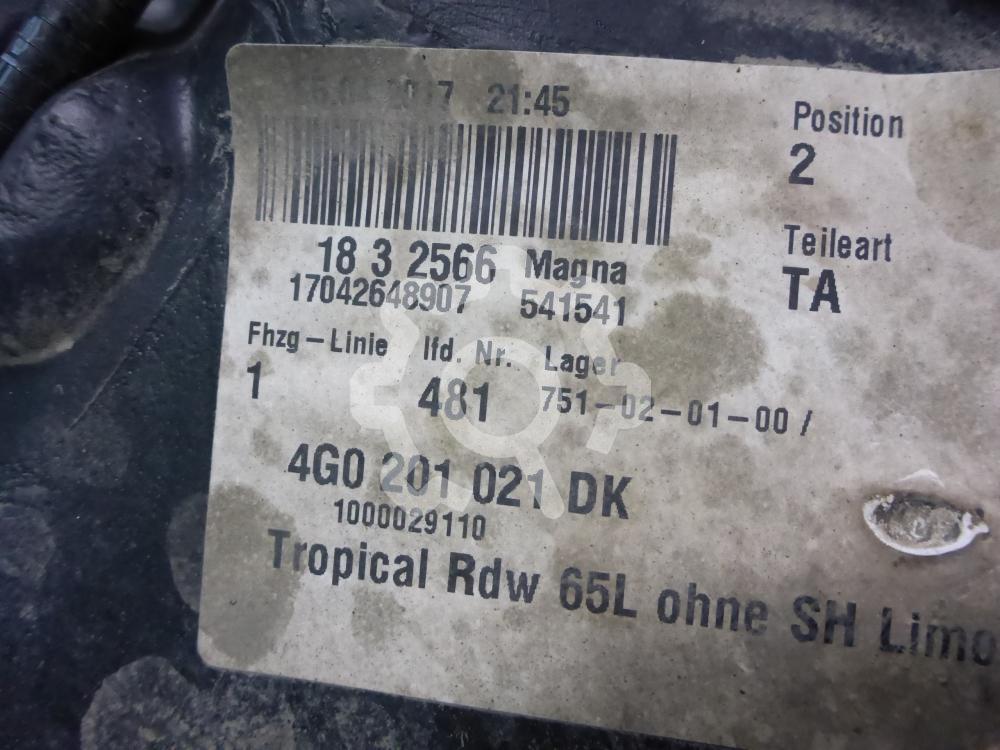 21:45
Position
2
18 3 2566 Magna
17042648907 541541
Teileart
TA
Fhzg-Linie lfd. Nr. Lager
1 481 751-02-01-00 /
4G0 201 021 DK
1000029110
Tropical Rdw 65L ohne SH Limo